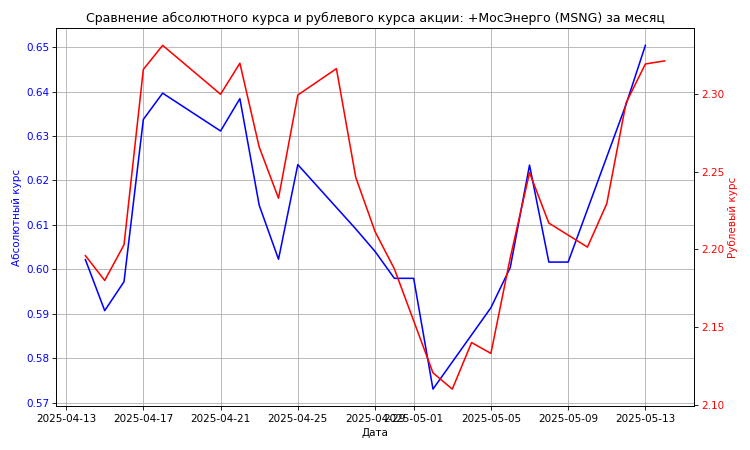 Сравнение абсолютного курса и рублевого курса акции: +МосЭнерго (MSNG) за месяц
0.65
0.64
0.63
0.62
0.61
0.60
0.59
0.58
0.57
Абсолютный курс
2.30
2.25
2.20
2.15
2.10
Рублевый курс
2025-04-13 2025-04-17 2025-04-21 2025-04-25 2025-04-29 2025-05-01 2025-05-05 2025-05-09 2025-05-13
Дата